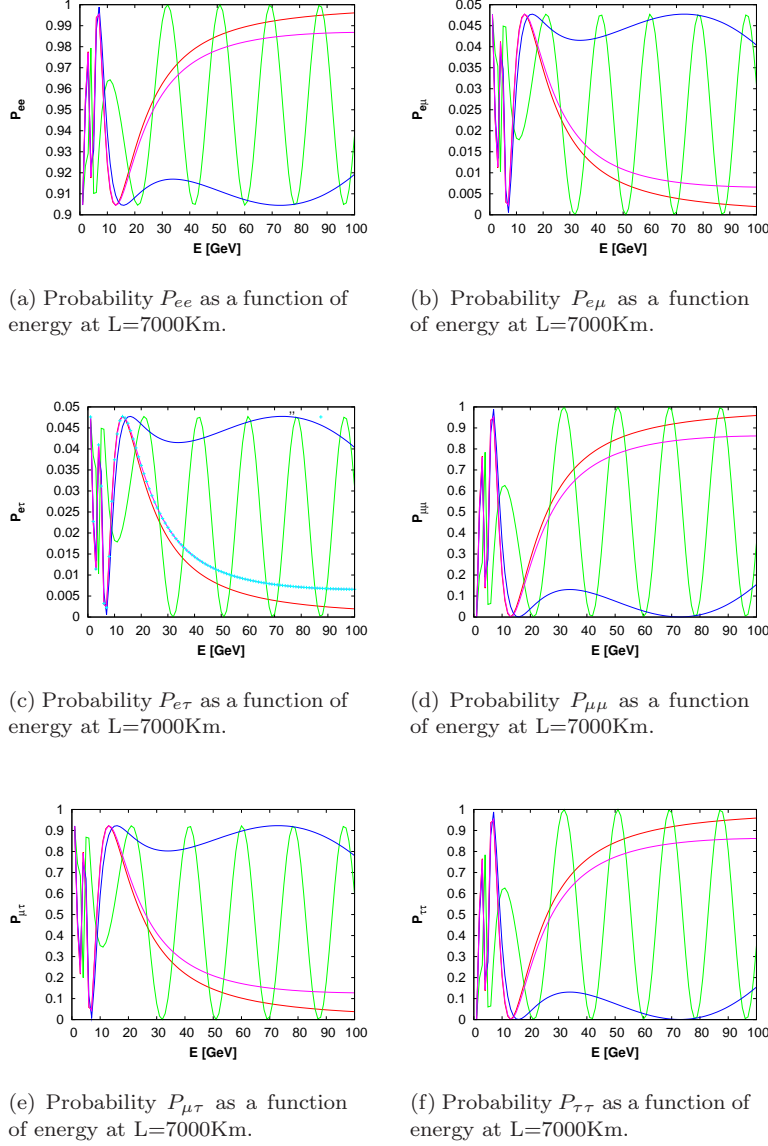 1
0.99
0.98
0.97
0.96
0.95
0.94
0.93
0.92
0.91
0.9
P_ee
0 10 20 30 40 50 60 70 80 90 100
E [GeV]
(a) Probability P_ee as a function of
energy at L=7000Km.
0.05
0.045
0.04
0.035
0.03
0.025
0.02
0.015
0.01
0.005
0
P_eμ
0 10 20 30 40 50 60 70 80 90 100
E [GeV]
(b) Probability P_eμ as a function
of energy at L=7000Km.
0.05
0.045
0.04
0.035
0.03
0.025
0.02
0.015
0.01
0.005
0
P_eτ
"
0 10 20 30 40 50 60 70 80 90 100
E [GeV]
(c) Probability P_eτ as a function of
energy at L=7000Km.
1
0.9
0.8
0.7
0.6
0.5
0.4
0.3
0.2
0.1
0
P_μμ
0 10 20 30 40 50 60 70 80 90 100
E [GeV]
(d) Probability P_μμ as a function
of energy at L=7000Km.
1
0.9
0.8
0.7
0.6
0.5
0.4
0.3
0.2
0.1
0
P_μτ
0 10 20 30 40 50 60 70 80 90 100
E [GeV]
(e) Probability P_μτ as a function
of energy at L=7000Km.
1
0.9
0.8
0.7
0.6
0.5
0.4
0.3
0.2
0.1
0
P_ττ
0 10 20 30 40 50 60 70 80 90 100
E [GeV]
(f) Probability P_ττ as a function of
energy at L=7000Km.